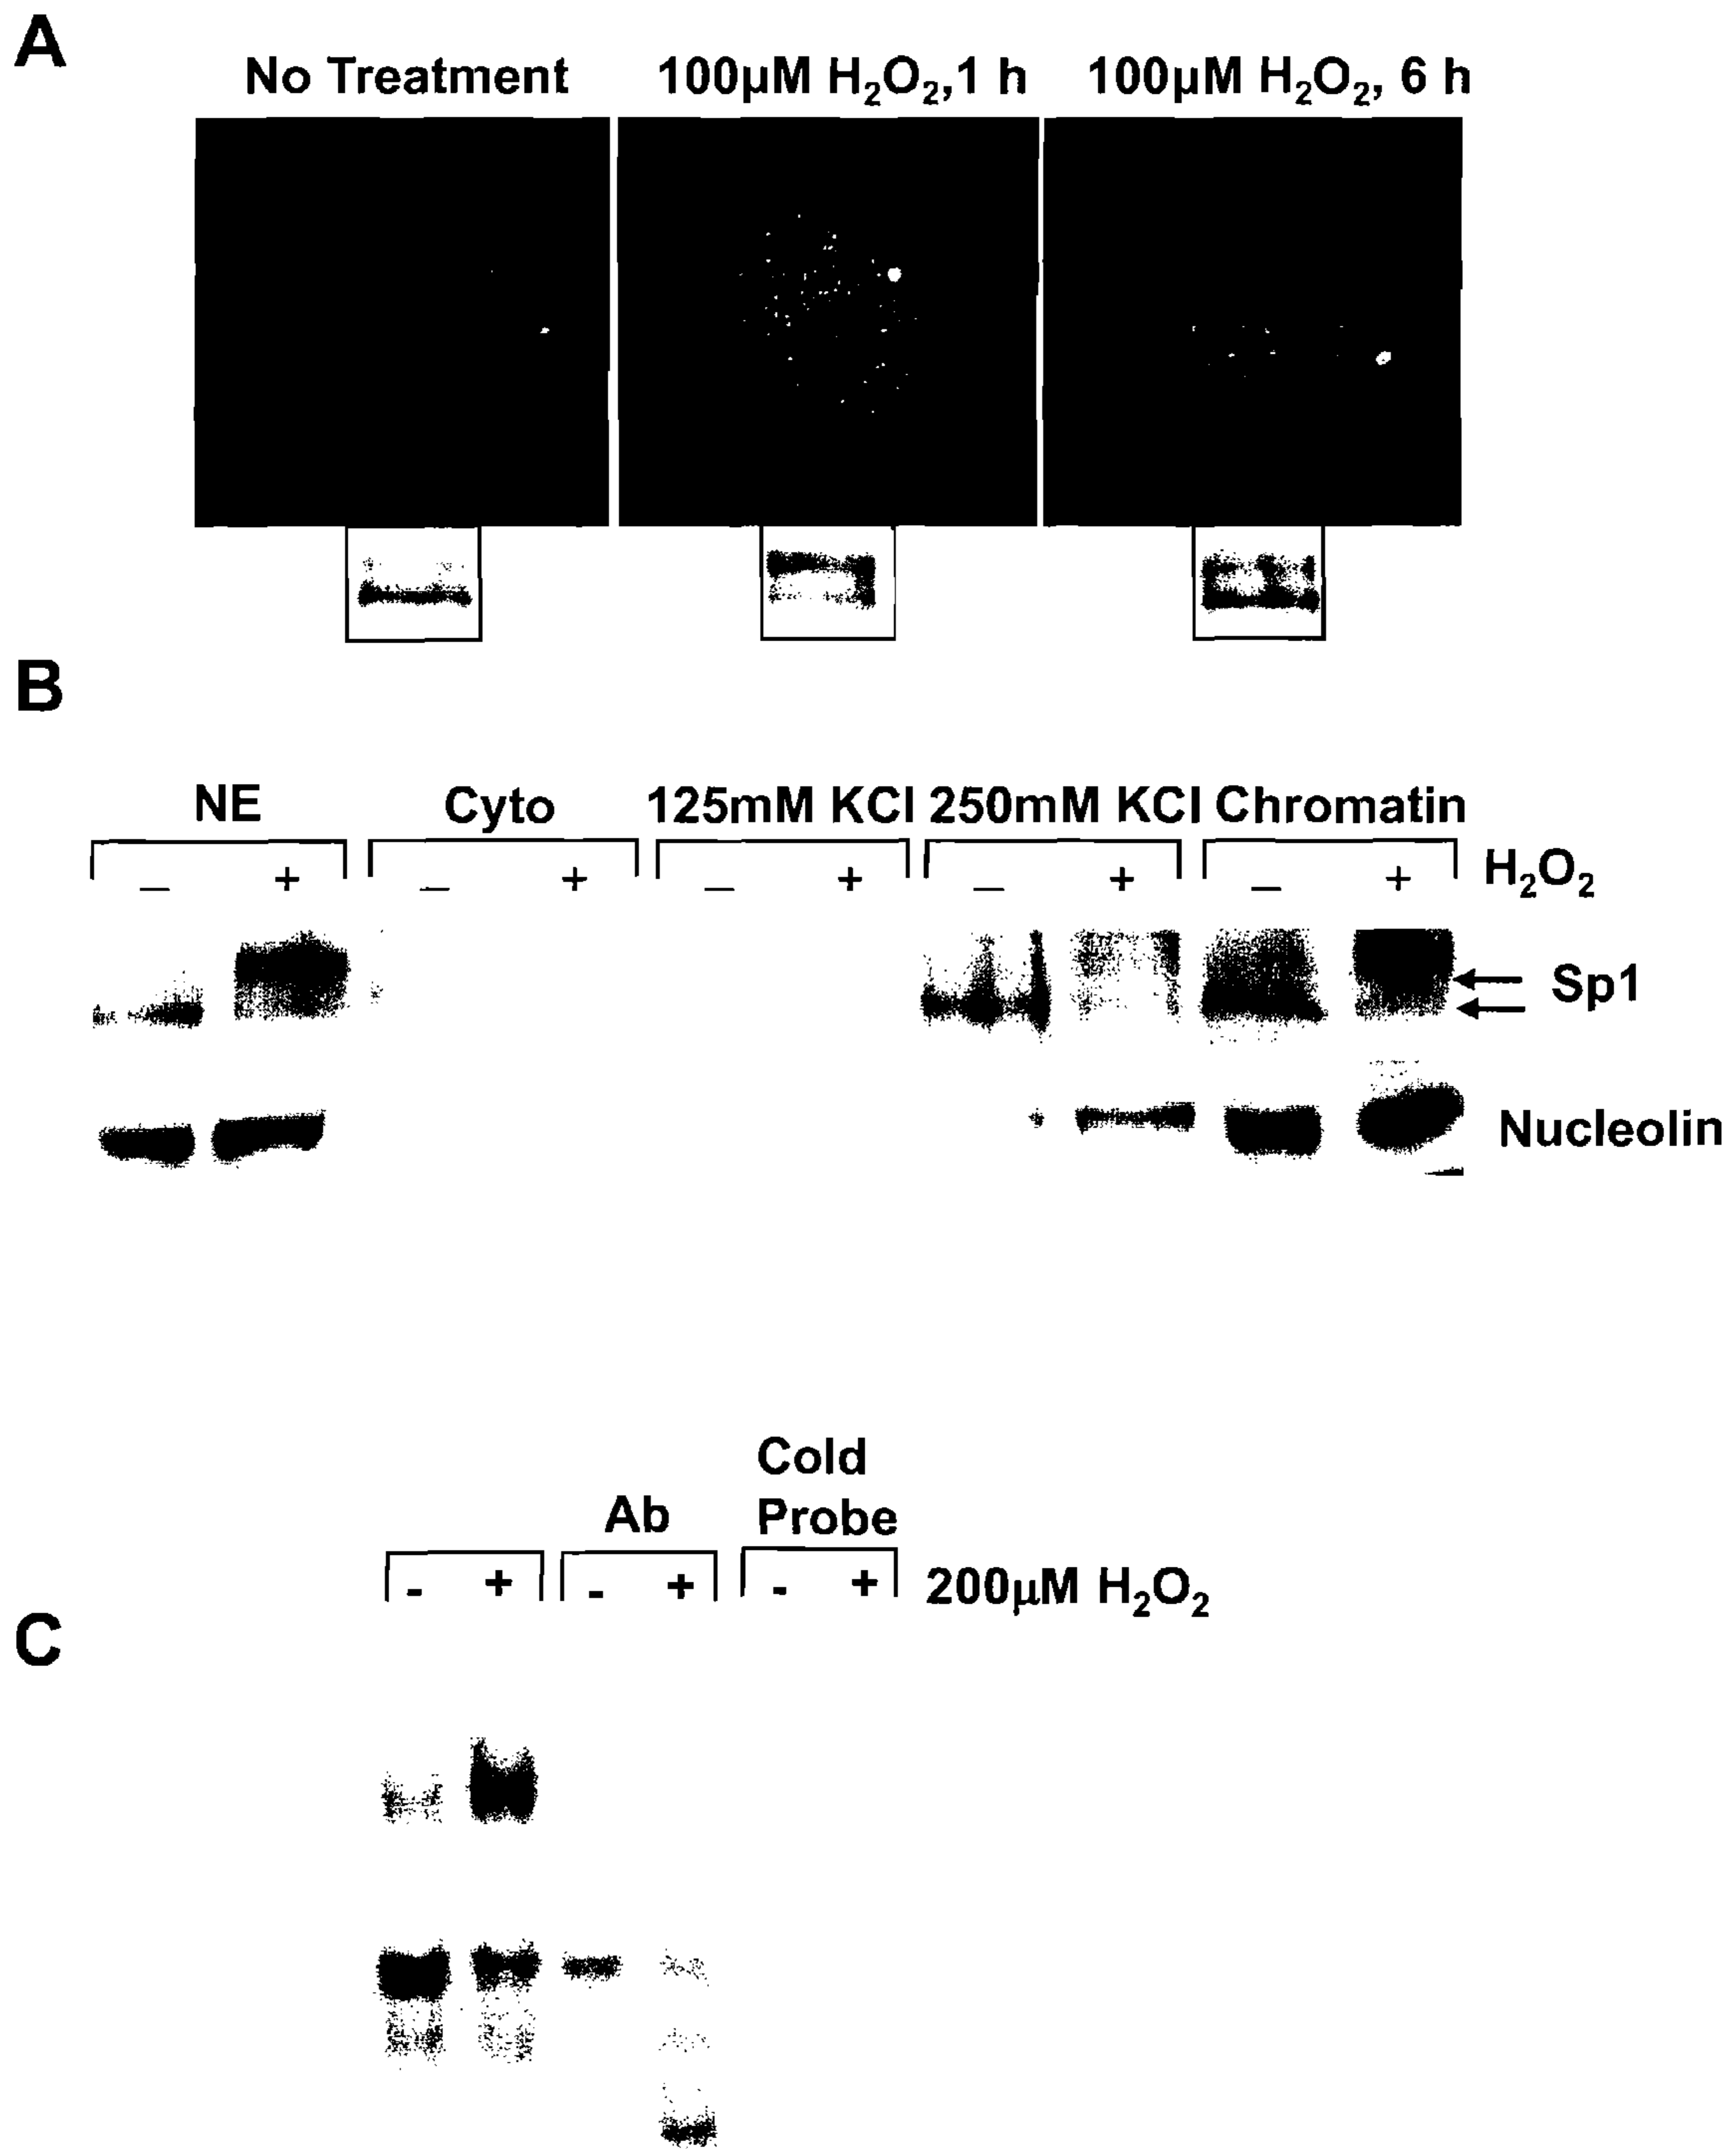 A
No Treatment 100µM H₂O₂,1 h 100µM H₂O₂, 6 h
B
NE Cyto 125mM KCl 250mM KCl Chromatin
– + – + – + – + – + H₂O₂
Sp1
Nucleolin
Cold
Ab Probe
- + - + - + 200µM H₂O₂
C